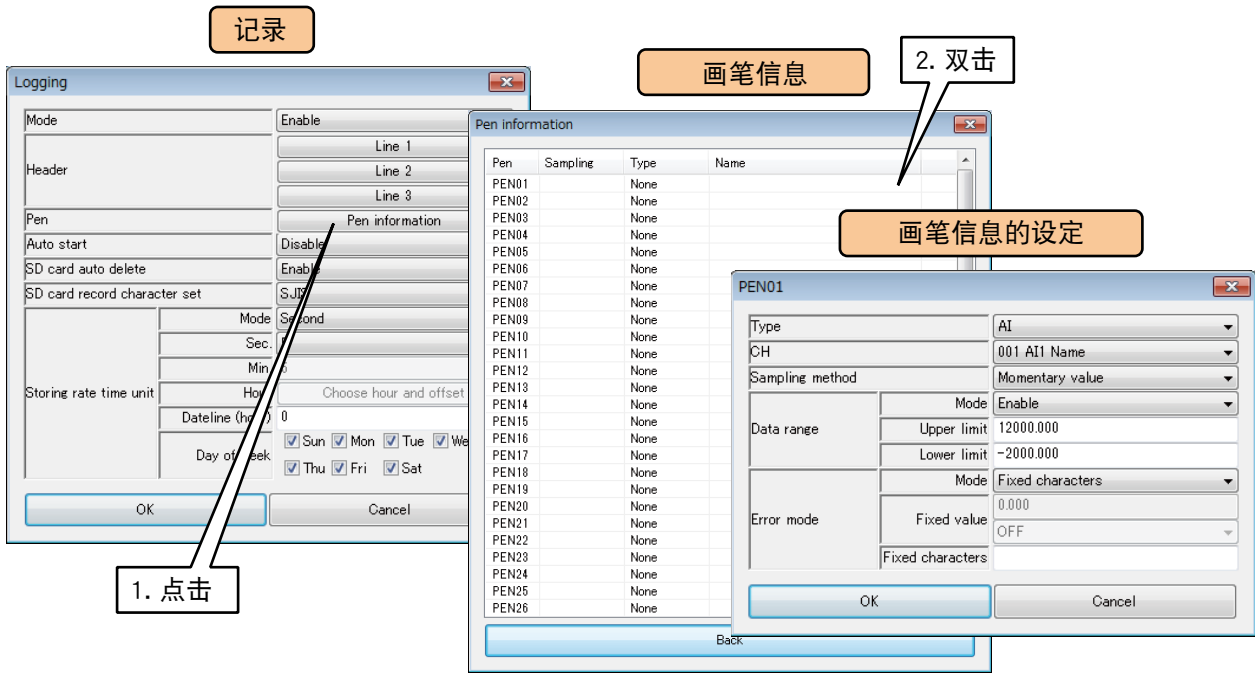 记录
Logging
Mode Enable
Header Line 1
Line 2
Line 3
Pen Pen information
Auto start Disable
SD card auto delete Enable
SD card record character set SJIS
Storing rate time unit Mode Second
Sec.
Min.
Hour Choose hour and offset
Dateline (hour) 0
Day of week Sun Mon Tue We
Thu Fri Sat
OK Cancel
1. 点击
画笔信息
2. 双击
Pen information
Pen Sampling Type Name
PEN01 None
PEN02 None
PEN03 None
PEN04 None
PEN05 None
PEN06 None
PEN07 None
PEN08 None
PEN09 None
PEN10 None
PEN11 None
PEN12 None
PEN13 None
PEN14 None
PEN15 None
PEN16 None
PEN17 None
PEN18 None
PEN19 None
PEN20 None
PEN21 None
PEN22 None
PEN23 None
PEN24 None
PEN25 None
PEN26 None
Back
画笔信息的设定
PEN01
Type AI
CH 001 AI1 Name
Sampling method Momentary value
Data range Mode Enable
Upper limit 12000.000
Lower limit -2000.000
Error mode Mode Fixed characters
Fixed value 0.000
OFF
Fixed characters
OK Cancel